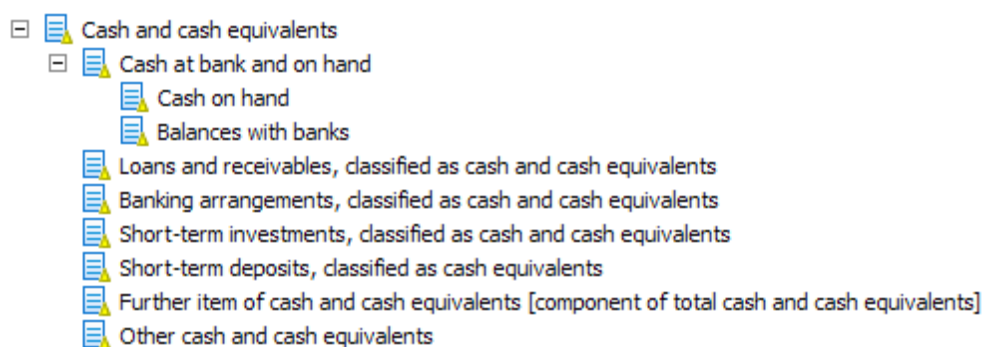 Cash and cash equivalents
Cash at bank and on hand
Cash on hand
Balances with banks
Loans and receivables, classified as cash and cash equivalents
Banking arrangements, classified as cash and cash equivalents
Short-term investments, classified as cash and cash equivalents
Short-term deposits, classified as cash equivalents
Further item of cash and cash equivalents [component of total cash and cash equivalents]
Other cash and cash equivalents